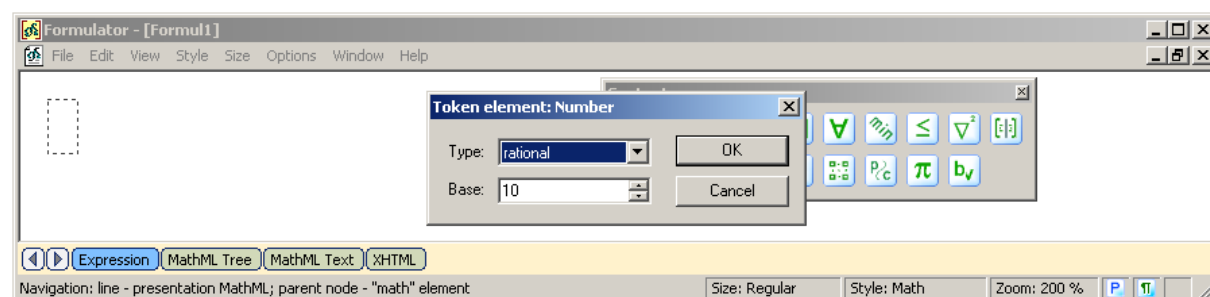 Formulator - [Formul1]
File Edit View Style Size Options Window Help
Token element: Number
Type: rational OK
Base: 10 Cancel
∀ ≤ ∇² π b
Expression MathML Tree MathML Text XHTML
Navigation: line - presentation MathML; parent node - "math" element Size: Regular Style: Math Zoom: 200 % P ¶